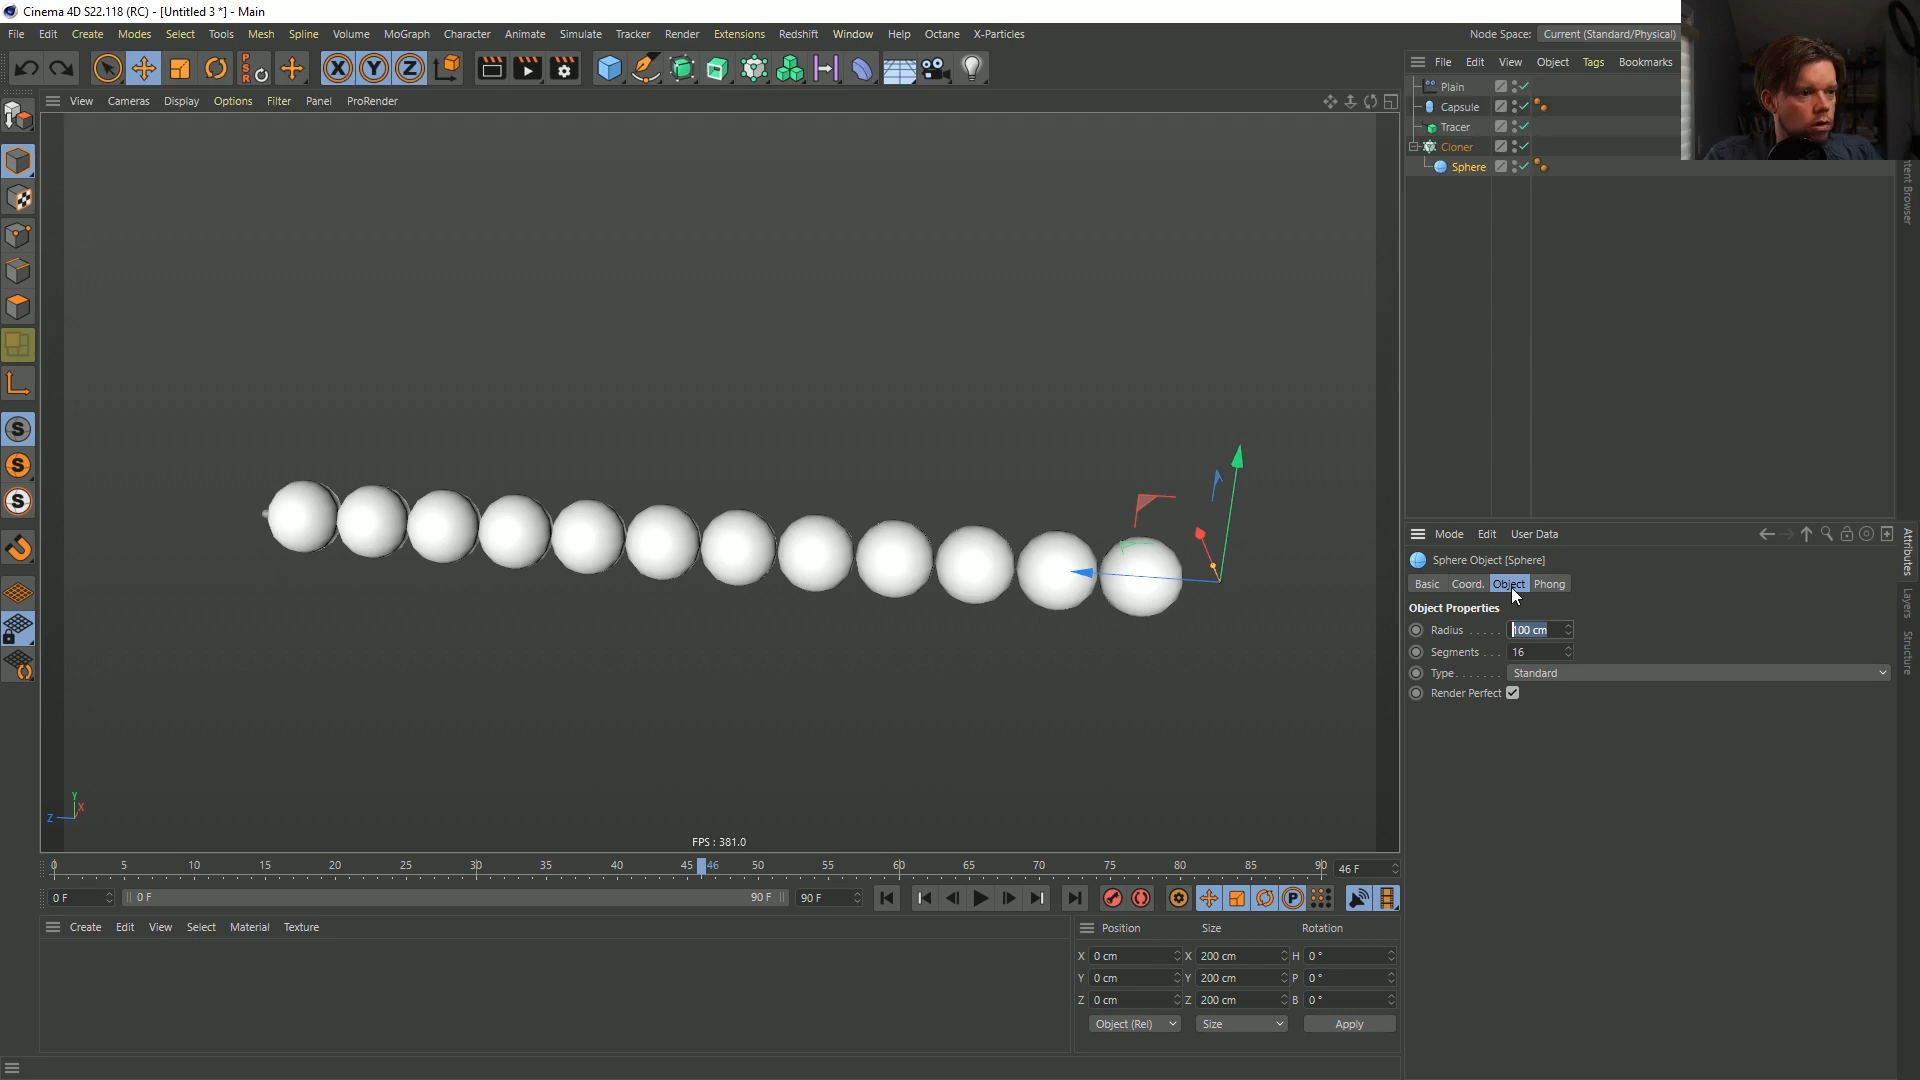 Cinema 4D S22.118 (RC) - [Untitled 3 *] - Main
File Edit Create Modes Select Tools Mesh Spline Volume MoGraph Character Animate Simulate Tracker Render Extensions Redshift Window Help Octane X-Particles
Node Space: Current (Standard/Physical)
P
S
R
X Y Z
File Edit View Object Tags Bookmarks
View Cameras Display Options Filter Panel ProRender
Plain
Capsule
Tracer
Cloner
Sphere
S
S
S
FPS : 381.0
Y
X
Z
Mode Edit User Data
Sphere Object [Sphere]
Basic Coord. Object Phong
Object Properties
Radius . . . . . 100 cm
Segments . . . 16
Type . . . . . . . Standard
Render Perfect
Attributes
Layers
Structure
0 5 10 15 20 25 30 35 40 45 46 50 55 60 65 70 75 80 85 90 46 F
0 F 0 F 90 F 90 F
P
Create Edit View Select Material Texture
Position Size Rotation
X 0 cm X 200 cm H 0 °
Y 0 cm Y 200 cm P 0 °
Z 0 cm Z 200 cm B 0 °
Object (Rel) Size Apply